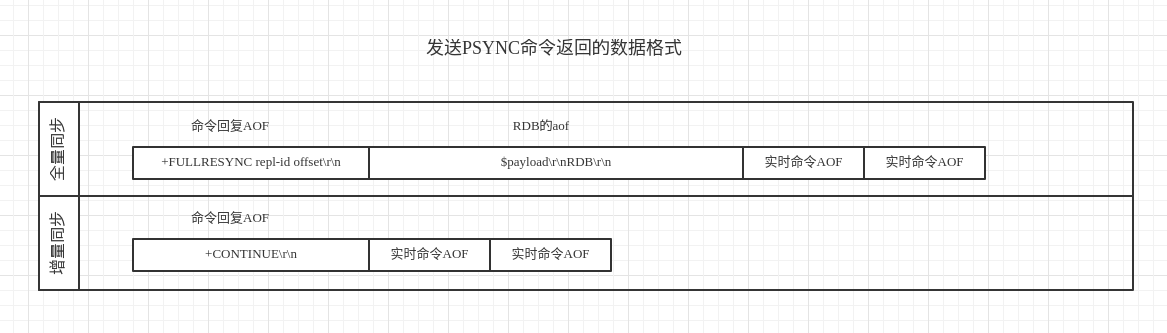 发送PSYNC命令返回的数据格式
全量同步
命令回复AOF
RDB的aof
+FULLRESYNC repl-id offset\r\n
$payload\r\nRDB\r\n
实时命令AOF
实时命令AOF
增量同步
命令回复AOF
+CONTINUE\r\n
实时命令AOF
实时命令AOF